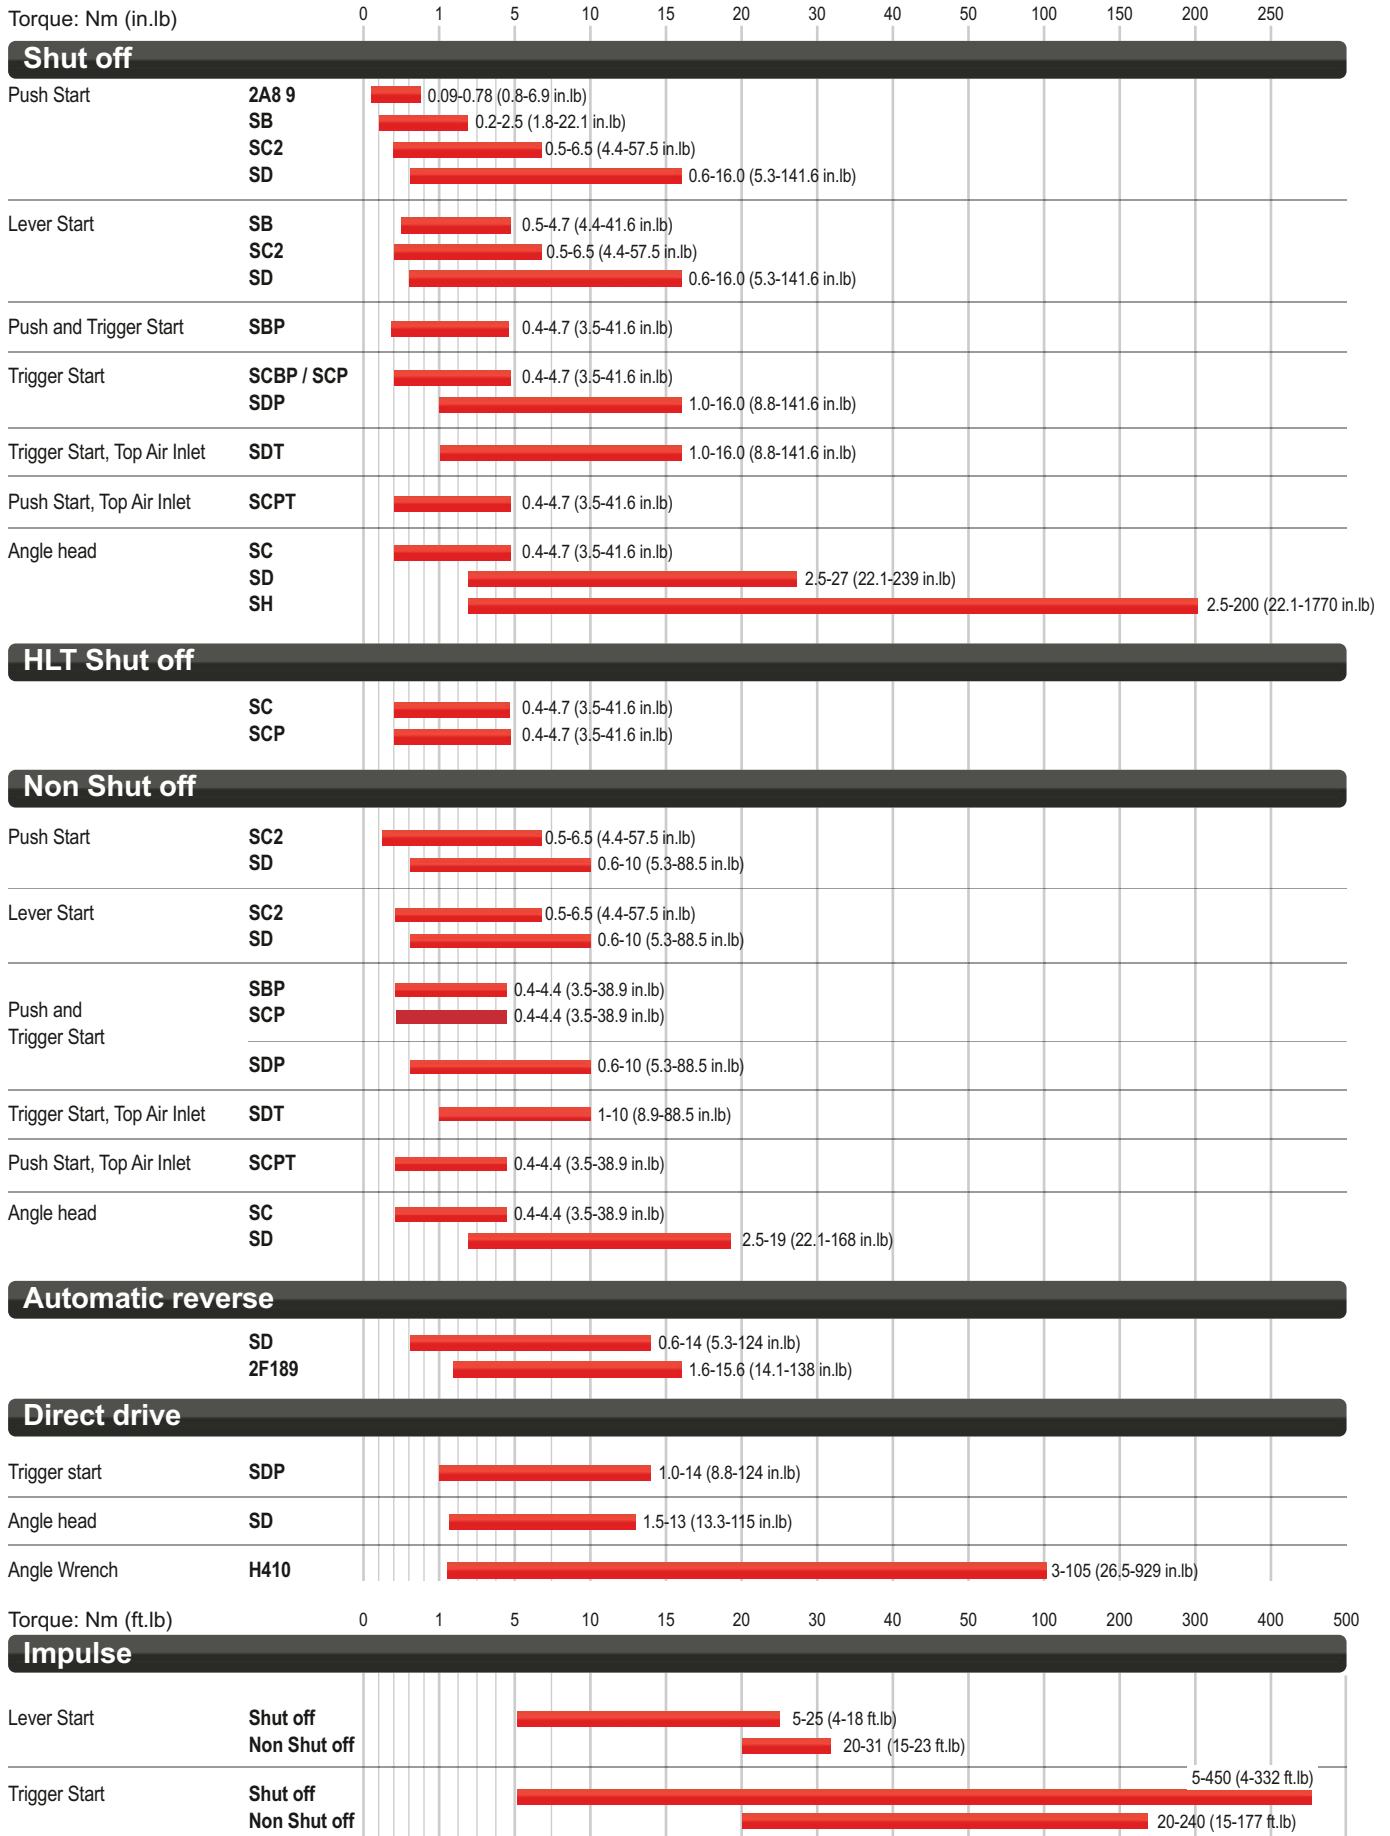 Torque: Nm (in.lb) 0 1 5 10 15 20 30 40 50 100 150 200 250
Shut off
Push Start 2A8 9 0.09-0.78 (0.8-6.9 in.lb)
SB 0.2-2.5 (1.8-22.1 in.lb)
SC2 0.5-6.5 (4.4-57.5 in.lb)
SD 0.6-16.0 (5.3-141.6 in.lb)
Lever Start SB 0.5-4.7 (4.4-41.6 in.lb)
SC2 0.5-6.5 (4.4-57.5 in.lb)
SD 0.6-16.0 (5.3-141.6 in.lb)
Push and Trigger Start SBP 0.4-4.7 (3.5-41.6 in.lb)
Trigger Start SCBP / SCP 0.4-4.7 (3.5-41.6 in.lb)
SDP 1.0-16.0 (8.8-141.6 in.lb)
Trigger Start, Top Air Inlet SDT 1.0-16.0 (8.8-141.6 in.lb)
Push Start, Top Air Inlet SCPT 0.4-4.7 (3.5-41.6 in.lb)
Angle head SC 0.4-4.7 (3.5-41.6 in.lb)
SD 2.5-27 (22.1-239 in.lb)
SH 2.5-200 (22.1-1770 in.lb)
HLT Shut off
SC 0.4-4.7 (3.5-41.6 in.lb)
SCP 0.4-4.7 (3.5-41.6 in.lb)
Non Shut off
Push Start SC2 0.5-6.5 (4.4-57.5 in.lb)
SD 0.6-10 (5.3-88.5 in.lb)
Lever Start SC2 0.5-6.5 (4.4-57.5 in.lb)
SD 0.6-10 (5.3-88.5 in.lb)
SBP 0.4-4.4 (3.5-38.9 in.lb)
Push and SCP 0.4-4.4 (3.5-38.9 in.lb)
Trigger Start
SDP 0.6-10 (5.3-88.5 in.lb)
Trigger Start, Top Air Inlet SDT 1-10 (8.9-88.5 in.lb)
Push Start, Top Air Inlet SCPT 0.4-4.4 (3.5-38.9 in.lb)
Angle head SC 0.4-4.4 (3.5-38.9 in.lb)
SD 2.5-19 (22.1-168 in.lb)
Automatic reverse
SD 0.6-14 (5.3-124 in.lb)
2F189 1.6-15.6 (14.1-138 in.lb)
Direct drive
Trigger start SDP 1.0-14 (8.8-124 in.lb)
Angle head SD 1.5-13 (13.3-115 in.lb)
Angle Wrench H410 3-105 (26.5-929 in.lb)
Torque: Nm (ft.lb) 0 1 5 10 15 20 30 40 50 100 200 300 400 500
Impulse
Lever Start Shut off 5-25 (4-18 ft.lb)
Non Shut off 20-31 (15-23 ft.lb)
5-450 (4-332 ft.lb)
Trigger Start Shut off
Non Shut off 20-240 (15-177 ft.lb)